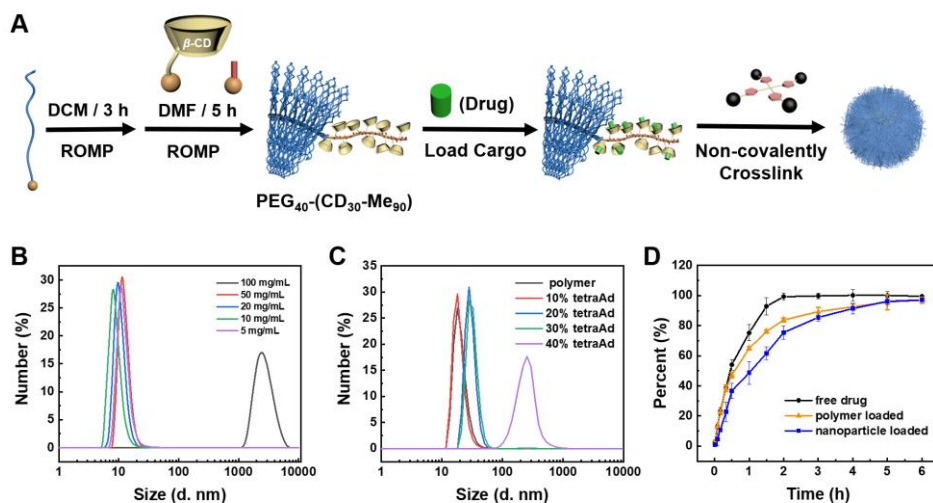 A
β-CD
DCM / 3 h
ROMP
DMF / 5 h
ROMP
PEG₄₀-(CD₃₀-Me₉₀)
(Drug)
Load Cargo
Non-covalently
Crosslink
B
Number (%)
30
25
20
15
10
5
0
100 mg/mL
50 mg/mL
20 mg/mL
10 mg/mL
5 mg/mL
1 10 100 1000 10000
Size (d. nm)
C
Number (%)
35
30
25
20
15
10
5
0
polymer
10% tetraAd
20% tetraAd
30% tetraAd
40% tetraAd
1 10 100 1000 10000
Size (d. nm)
D
Percent (%)
120
100
80
60
40
20
0
free drug
polymer loaded
nanoparticle loaded
0 1 2 3 4 5 6
Time (h)